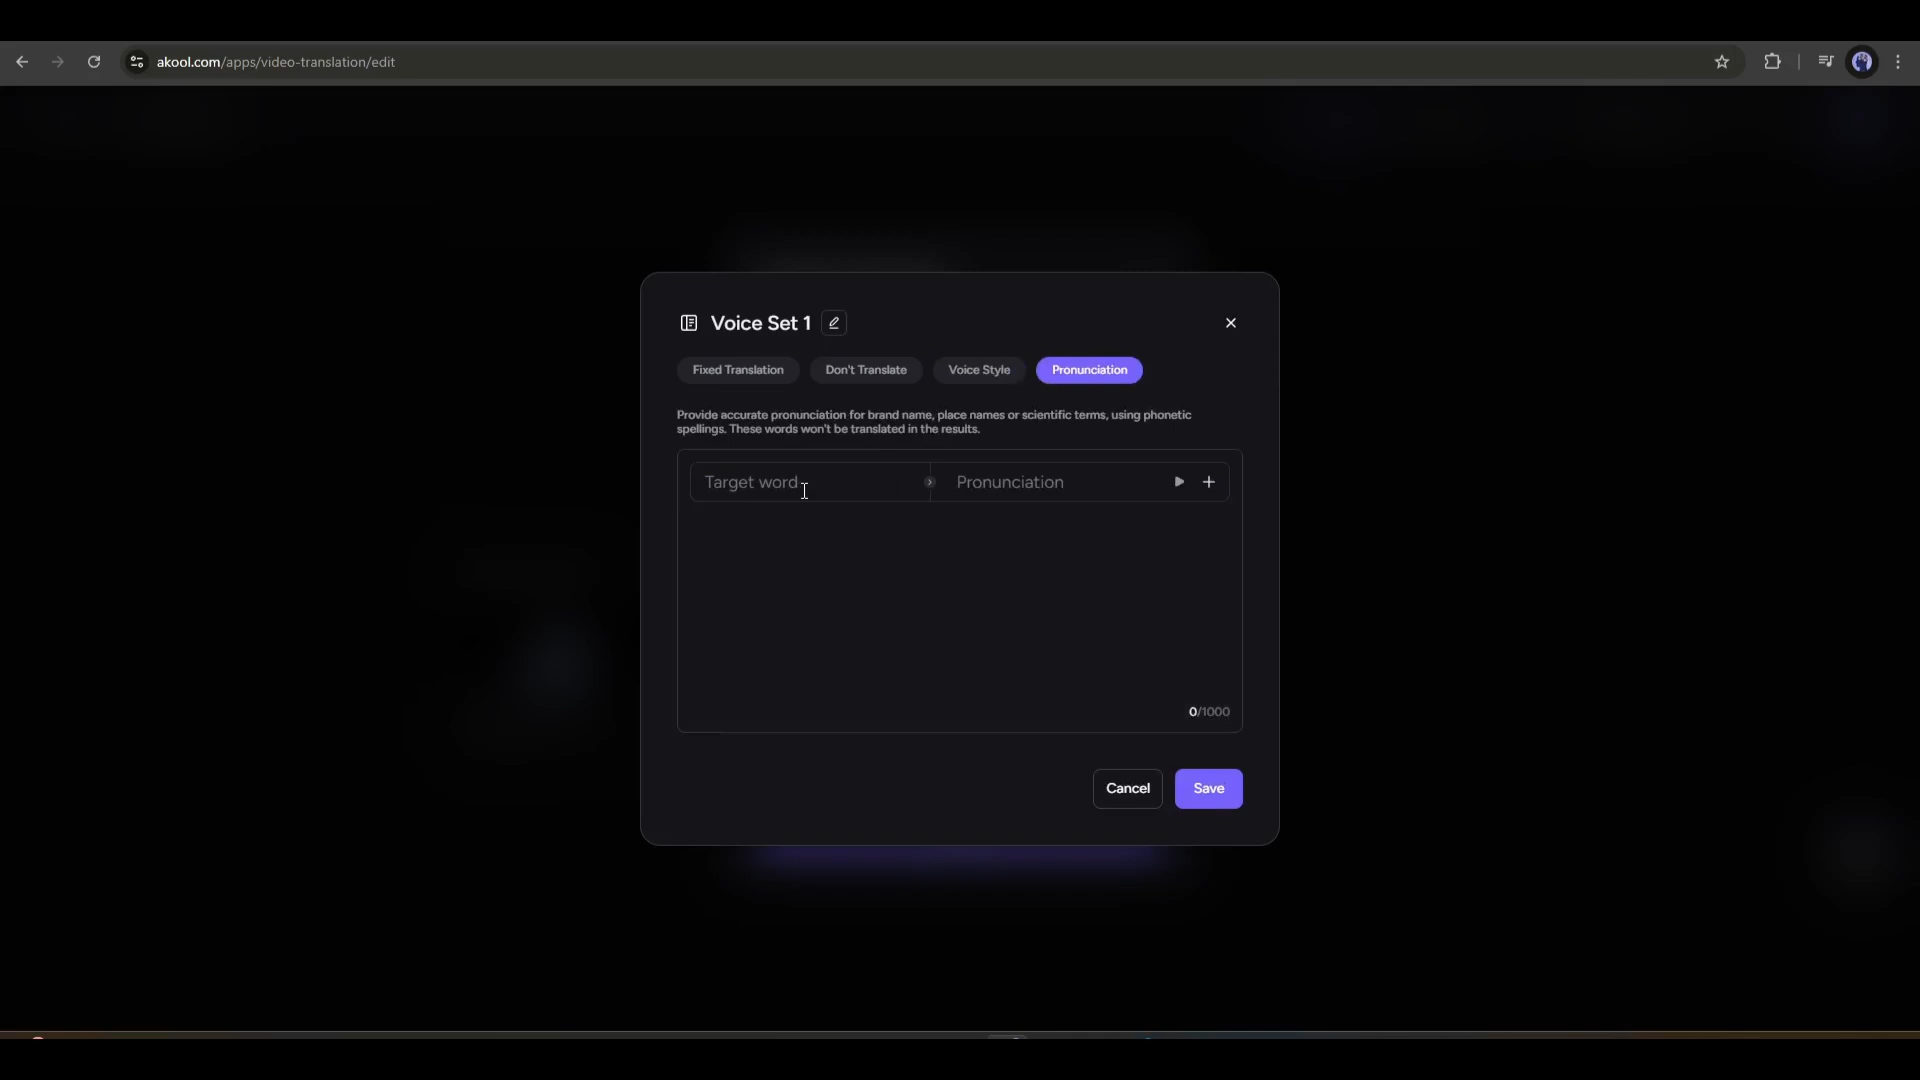 akool.com/apps/video-translation/edit
Voice Set 1
Fixed Translation Don't Translate Voice Style Pronunciation
Provide accurate pronunciation for brand name, place names or scientific terms, using phonetic
spellings. These words won't be translated in the results.
Target word Pronunciation
0/1000
Cancel Save